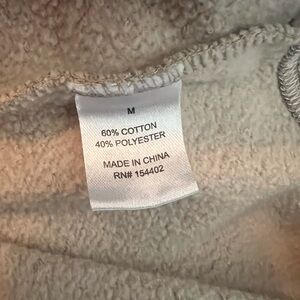 M
60% COTTON
40% POLYESTER
MADE IN CHINA
RN# 154402